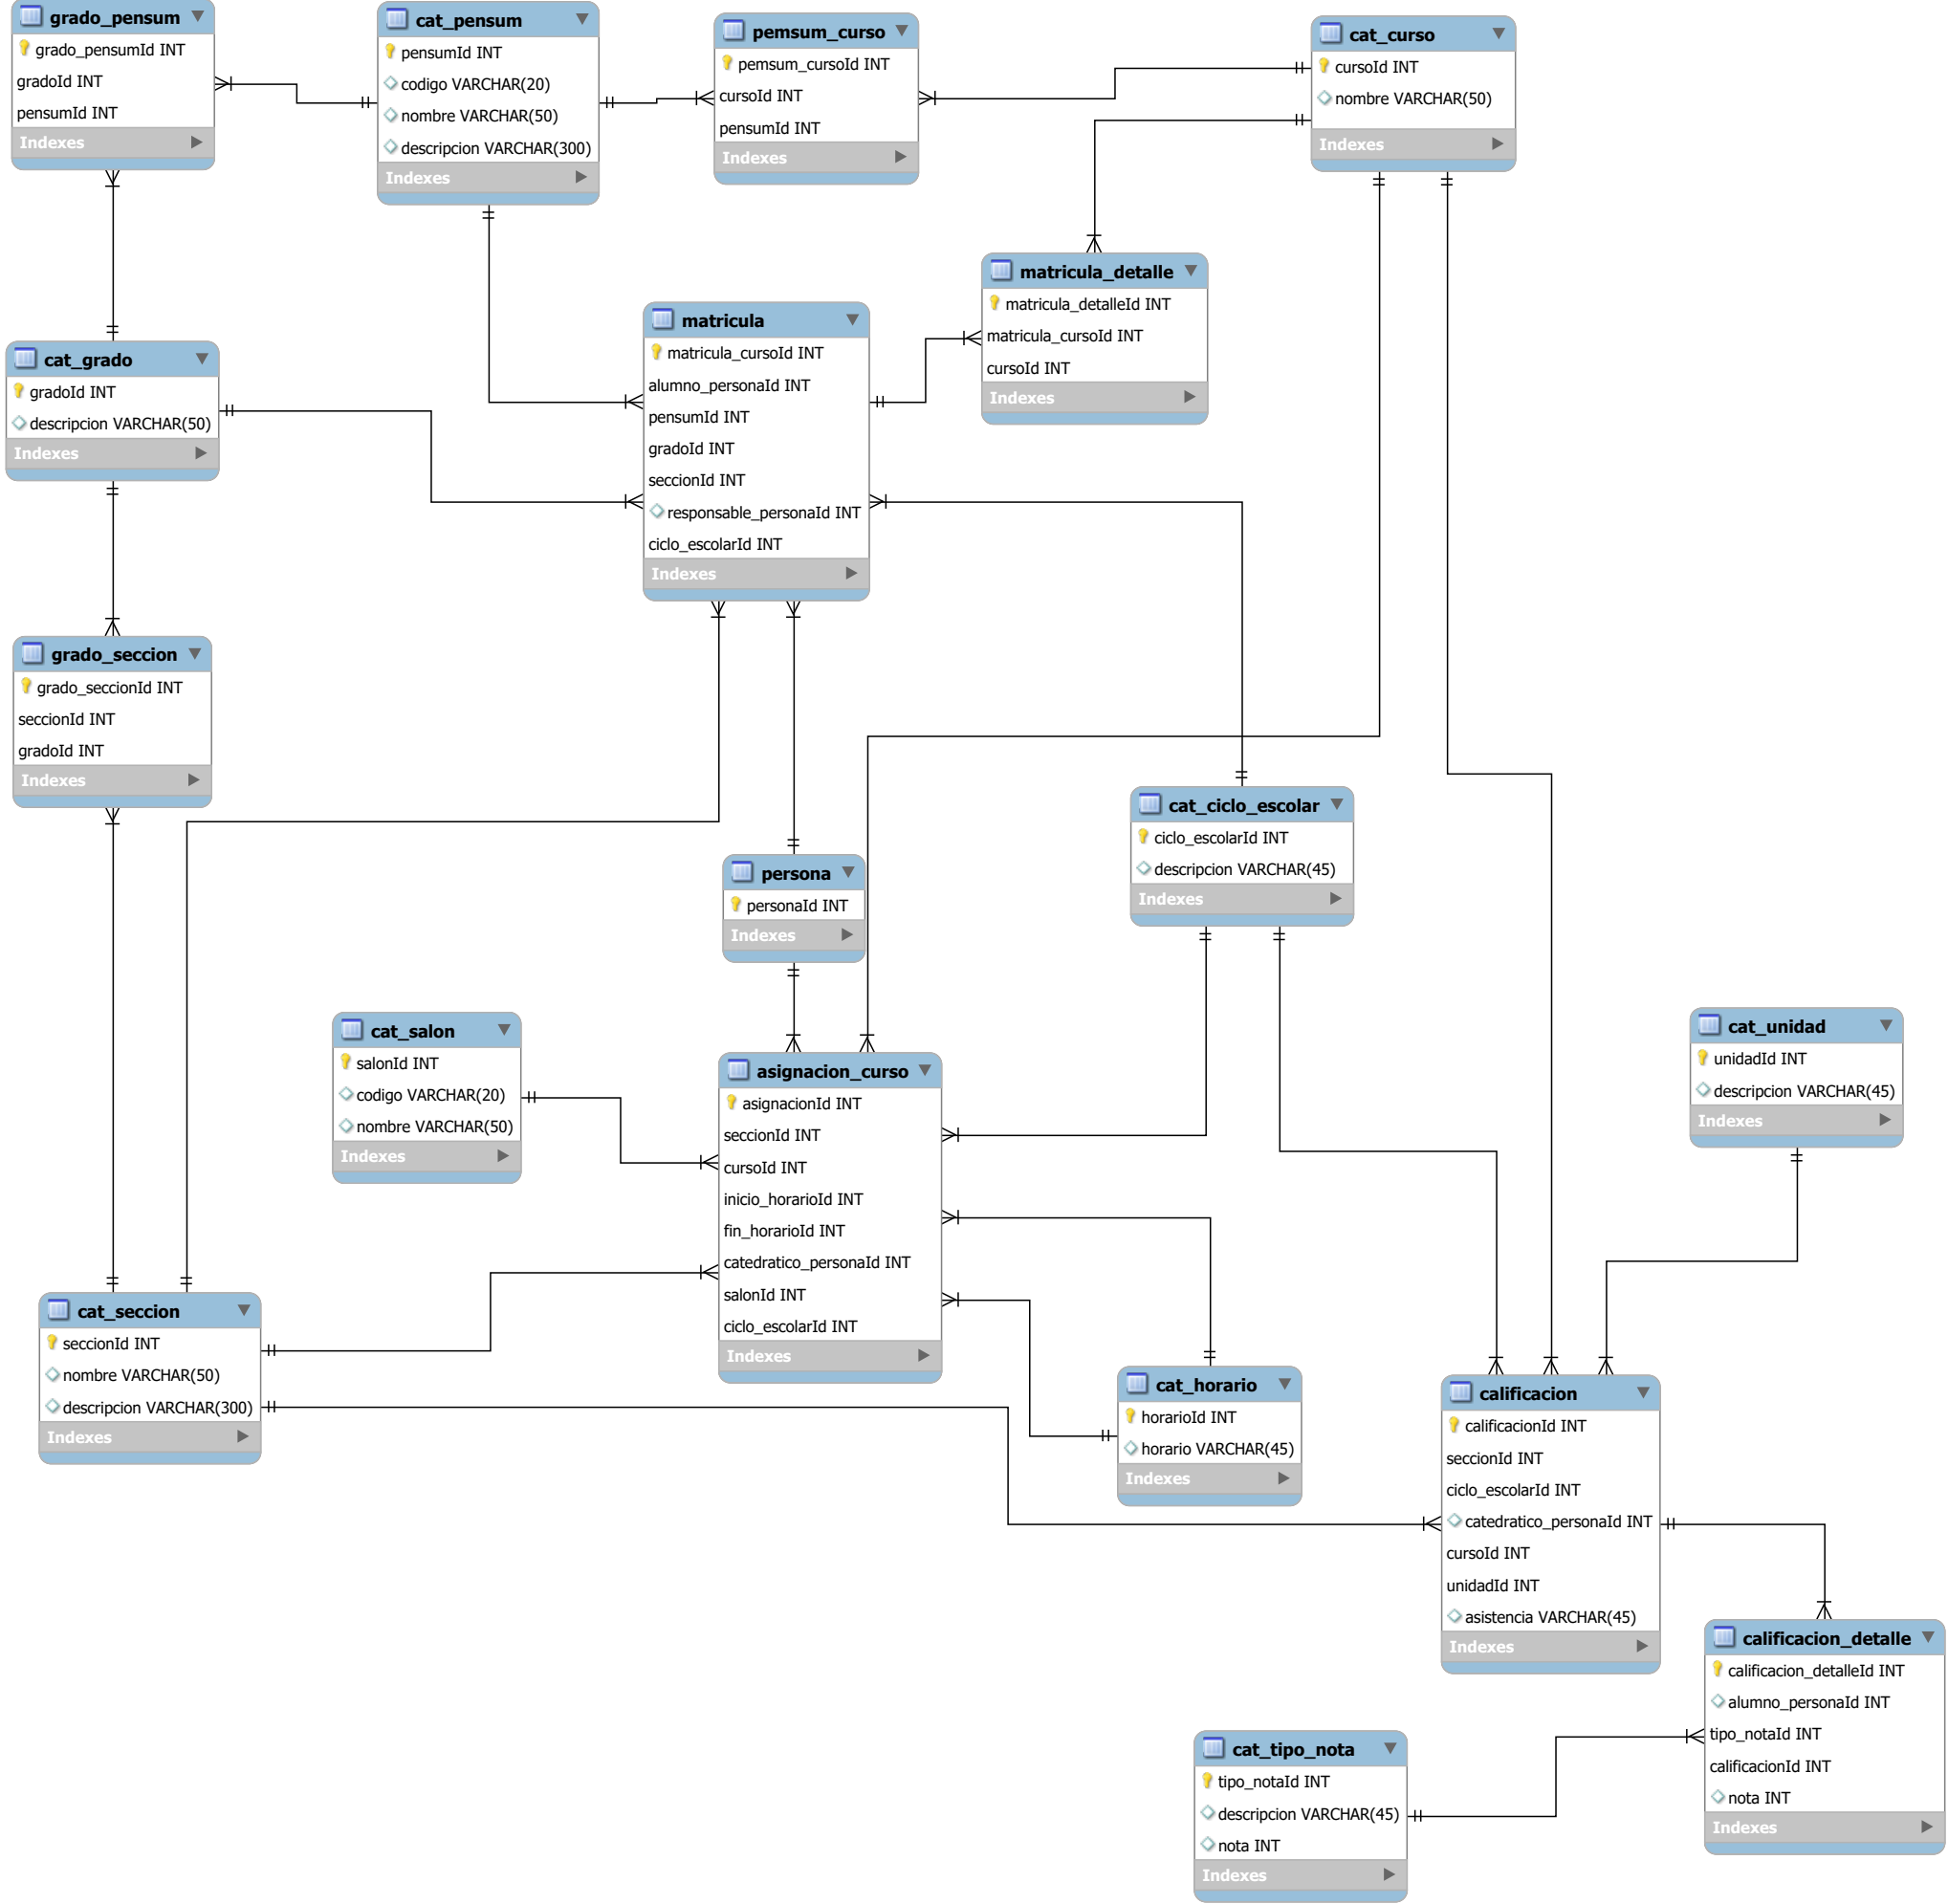 grado_pensum
grado_pensumId INT
gradoId INT
pensumId INT
Indexes
cat_pensum
pensumId INT
codigo VARCHAR(20)
nombre VARCHAR(50)
descripcion VARCHAR(300)
Indexes
pemsum_curso
pemsum_cursoId INT
cursoId INT
pensumId INT
Indexes
cat_curso
cursoId INT
nombre VARCHAR(50)
Indexes
matricula_detalle
matricula_detalleId INT
matricula_cursoId INT
cursoId INT
Indexes
matricula
matricula_cursoId INT
alumno_personaId INT
pensumId INT
gradoId INT
seccionId INT
responsable_personaId INT
ciclo_escolarId INT
Indexes
cat_grado
gradoId INT
descripcion VARCHAR(50)
Indexes
grado_seccion
grado_seccionId INT
seccionId INT
gradoId INT
Indexes
cat_ciclo_escolar
ciclo_escolarId INT
descripcion VARCHAR(45)
Indexes
persona
personaId INT
Indexes
cat_salon
salonId INT
codigo VARCHAR(20)
nombre VARCHAR(50)
Indexes
asignacion_curso
asignacionId INT
seccionId INT
cursoId INT
inicio_horarioId INT
fin_horarioId INT
catedratico_personaId INT
salonId INT
ciclo_escolarId INT
Indexes
cat_unidad
unidadId INT
descripcion VARCHAR(45)
Indexes
cat_seccion
seccionId INT
nombre VARCHAR(50)
descripcion VARCHAR(300)
Indexes
cat_horario
horarioId INT
horario VARCHAR(45)
Indexes
calificacion
calificacionId INT
seccionId INT
ciclo_escolarId INT
catedratico_personaId INT
cursoId INT
unidadId INT
asistencia VARCHAR(45)
Indexes
calificacion_detalle
calificacion_detalleId INT
alumno_personaId INT
tipo_notaId INT
calificacionId INT
nota INT
Indexes
cat_tipo_nota
tipo_notaId INT
descripcion VARCHAR(45)
nota INT
Indexes